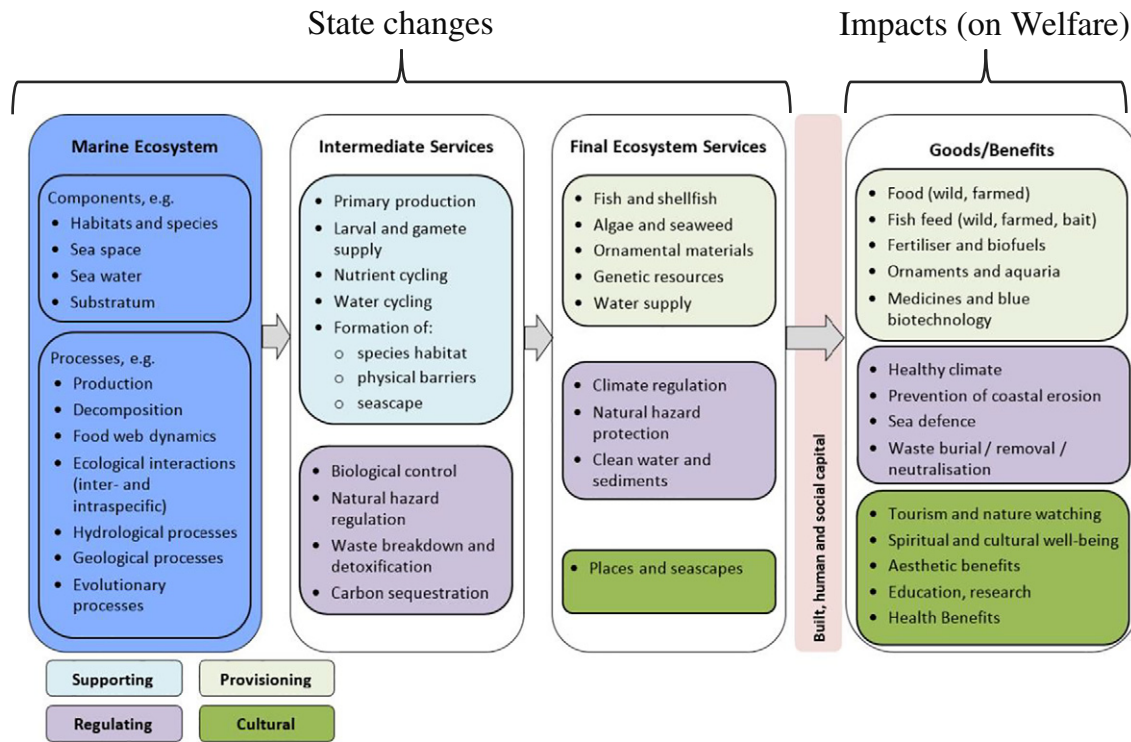 State changes
Impacts (on Welfare)
Marine Ecosystem
Components, e.g.
• Habitats and species
• Sea space
• Sea water
• Substratum
Processes, e.g.
• Production
• Decomposition
• Food web dynamics
• Ecological interactions
(inter- and
intraspecific)
• Hydrological processes
• Geological processes
• Evolutionary
processes
Intermediate Services
• Primary production
• Larval and gamete
supply
• Nutrient cycling
• Water cycling
• Formation of:
o species habitat
o physical barriers
o seascape
• Biological control
• Natural hazard
regulation
• Waste breakdown and
detoxification
• Carbon sequestration
Final Ecosystem Services
• Fish and shellfish
• Algae and seaweed
• Ornamental materials
• Genetic resources
• Water supply
• Climate regulation
• Natural hazard
protection
• Clean water and
sediments
• Places and seascapes
Built, human and social capital
Goods/Benefits
• Food (wild, farmed)
• Fish feed (wild, farmed, bait)
• Fertiliser and biofuels
• Ornaments and aquaria
• Medicines and blue
biotechnology
• Healthy climate
• Prevention of coastal erosion
• Sea defence
• Waste burial / removal /
neutralisation
• Tourism and nature watching
• Spiritual and cultural well-being
• Aesthetic benefits
• Education, research
• Health Benefits
Supporting
Provisioning
Regulating
Cultural